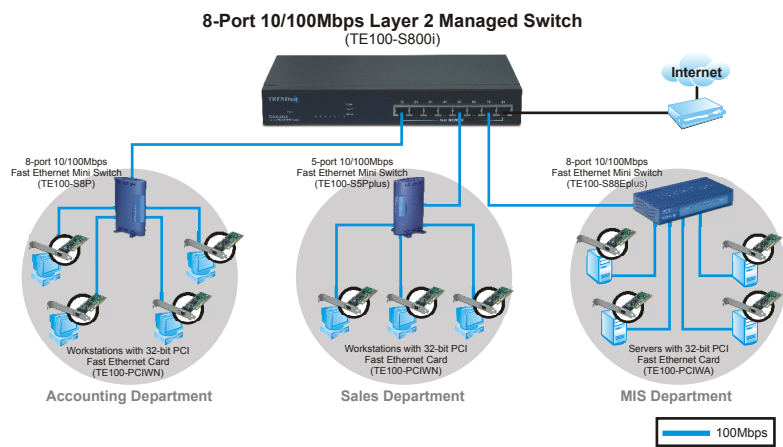 8-Port 10/100Mbps Layer 2 Managed Switch
(TE100-S800i)
Internet
TRENDnet
8-port 10/100Mbps
Fast Ethernet Mini Switch
(TE100-S8P)
5-port 10/100Mbps
Fast Ethernet Mini Switch
(TE100-S5Pplus)
8-port 10/100Mbps
Fast Ethernet Mini Switch
(TE100-S88Eplus)
Workstations with 32-bit PCI
Fast Ethernet Card
(TE100-PCIWN)
Accounting Department
Workstations with 32-bit PCI
Fast Ethernet Card
(TE100-PCIWN)
Sales Department
Servers with 32-bit PCI
Fast Ethernet Card
(TE100-PCIWA)
MIS Department
100Mbps